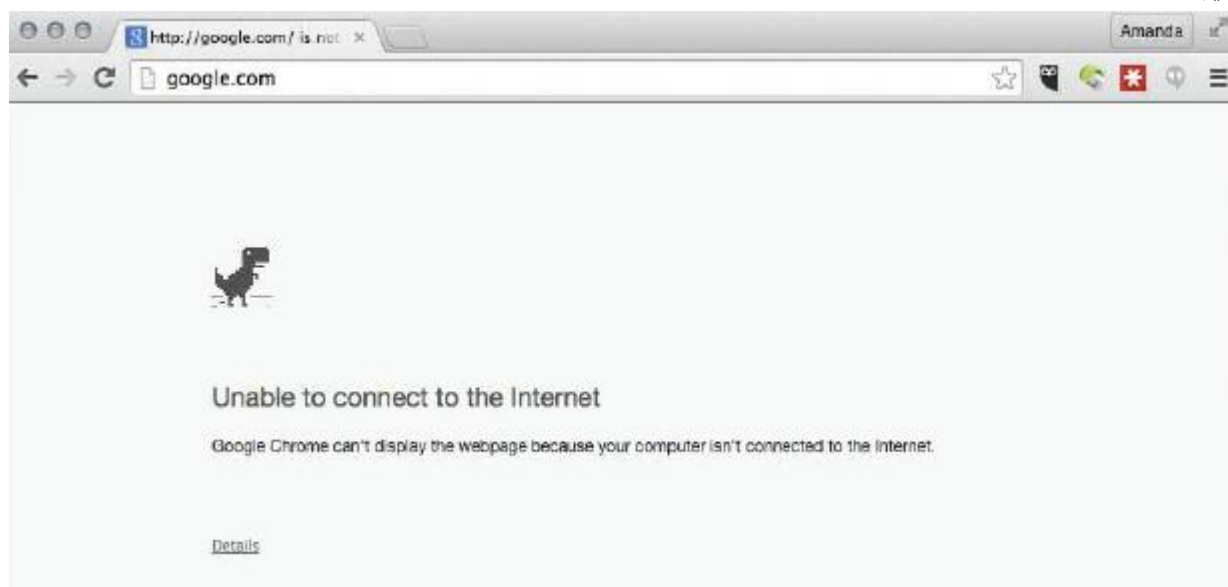 http://google.com/ is not
Amanda
google.com
Unable to connect to the Internet
Google Chrome can't display the webpage because your computer isn't connected to the Internet.
Details